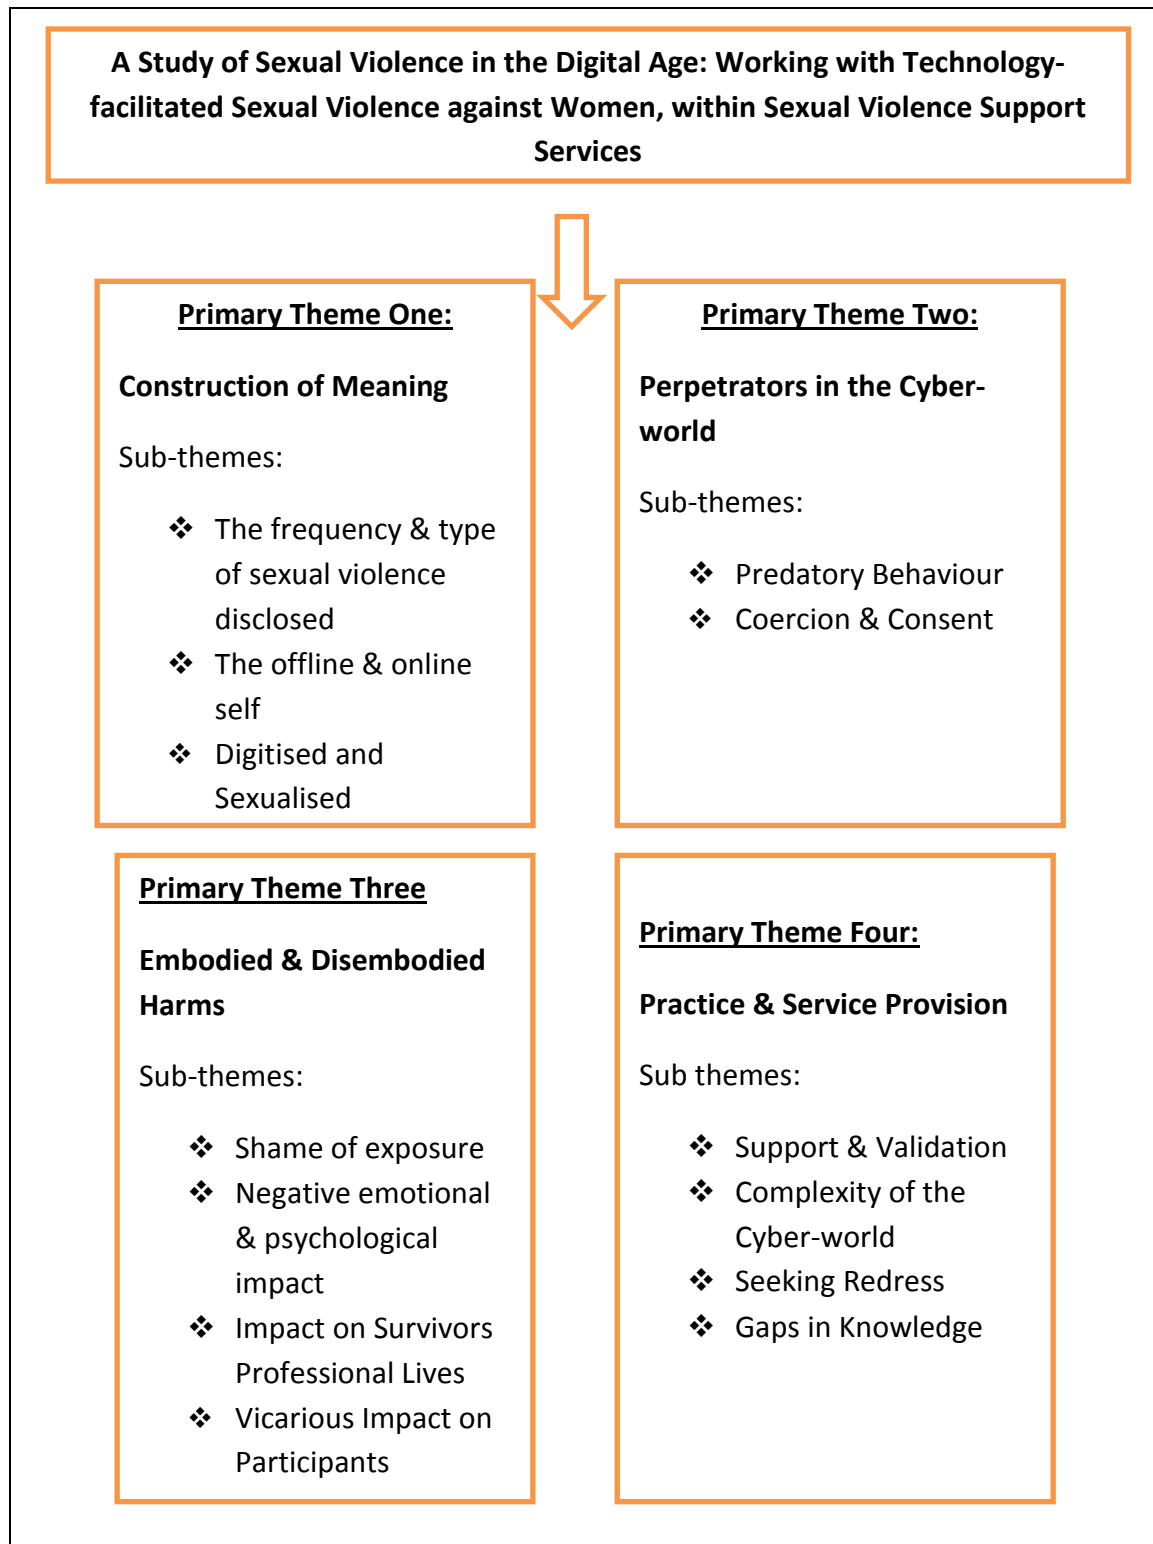 A Study of Sexual Violence in the Digital Age: Working with Technology-
facilitated Sexual Violence against Women, within Sexual Violence Support
Services
Primary Theme One:
Construction of Meaning
Sub-themes:
❖ The frequency & type
of sexual violence
disclosed
❖ The offline & online
self
❖ Digitised and
Sexualised
Primary Theme Two:
Perpetrators in the Cyber-
world
Sub-themes:
❖ Predatory Behaviour
❖ Coercion & Consent
Primary Theme Three
Embodied & Disembodied
Harms
Sub-themes:
❖ Shame of exposure
❖ Negative emotional
& psychological
impact
❖ Impact on Survivors
Professional Lives
❖ Vicarious Impact on
Participants
Primary Theme Four:
Practice & Service Provision
Sub themes:
❖ Support & Validation
❖ Complexity of the
Cyber-world
❖ Seeking Redress
❖ Gaps in Knowledge